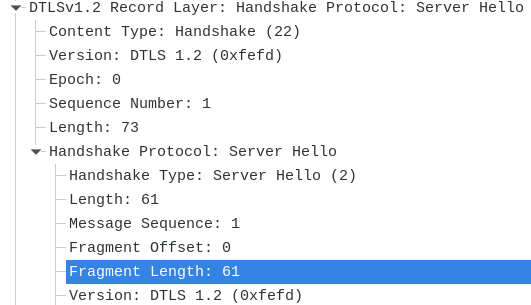 DTLSv1.2 Record Layer: Handshake Protocol: Server Hello
Content Type: Handshake (22)
Version: DTLS 1.2 (0xfefd)
Epoch: 0
Sequence Number: 1
Length: 73
Handshake Protocol: Server Hello
Handshake Type: Server Hello (2)
Length: 61
Message Sequence: 1
Fragment Offset: 0
Fragment Length: 61
Version: DTLS 1.2 (0xfefd)